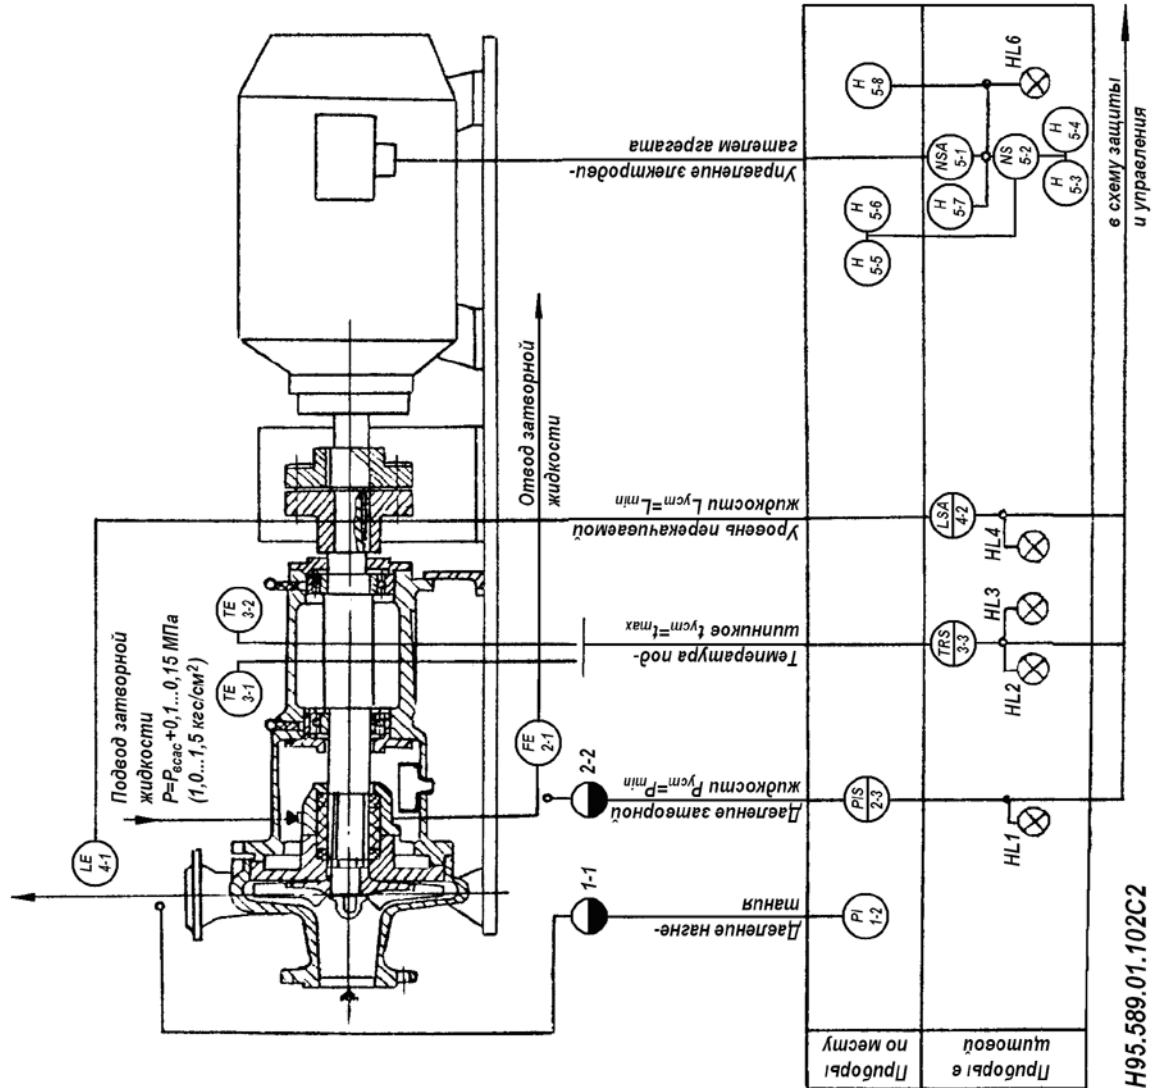 LE
4-1
Подвод затворной
жидкости
P=Pвсас+0,1...0,15 МПа
(1,0...1,5 кгс/см²)
TE
3-1
TE
3-2
Отвод затворной
жидкости
FE
2-1
1-1
2-2
Давление нагне-
тания
Давление затворной
жидкости Pуст=Pmin
Температура под-
шипников tуст=tmax
Уровень перекачиваемой
жидкости Lуст=Lmin
Управление электродви-
гателем агрегата
Приборы
по месту
PI
1-2
H
5-5
H
5-6
H
5-8
Приборы в
щитовой
PIS
2-3
HL1
TRS
3-3
HL2
HL3
LSA
4-2
HL4
H
5-7
NSA
5-1
NS
5-2
H
5-3
H
5-4
HL6
в схему защиты
и управления
Н95.589.01.102С2